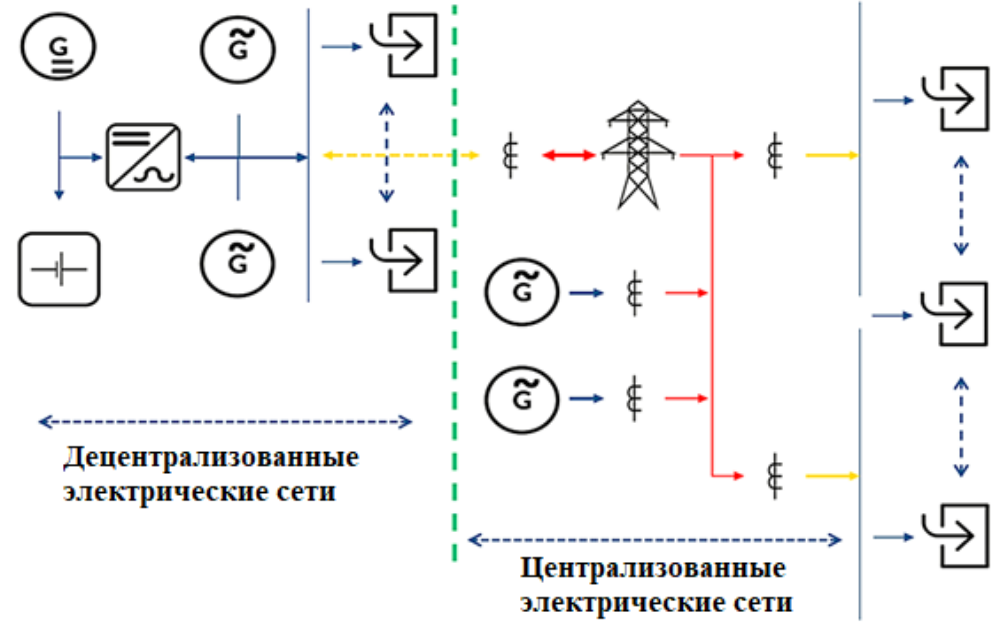 G
G
G
G
G
Децентрализованные
электрические сети
Централизованные
электрические сети